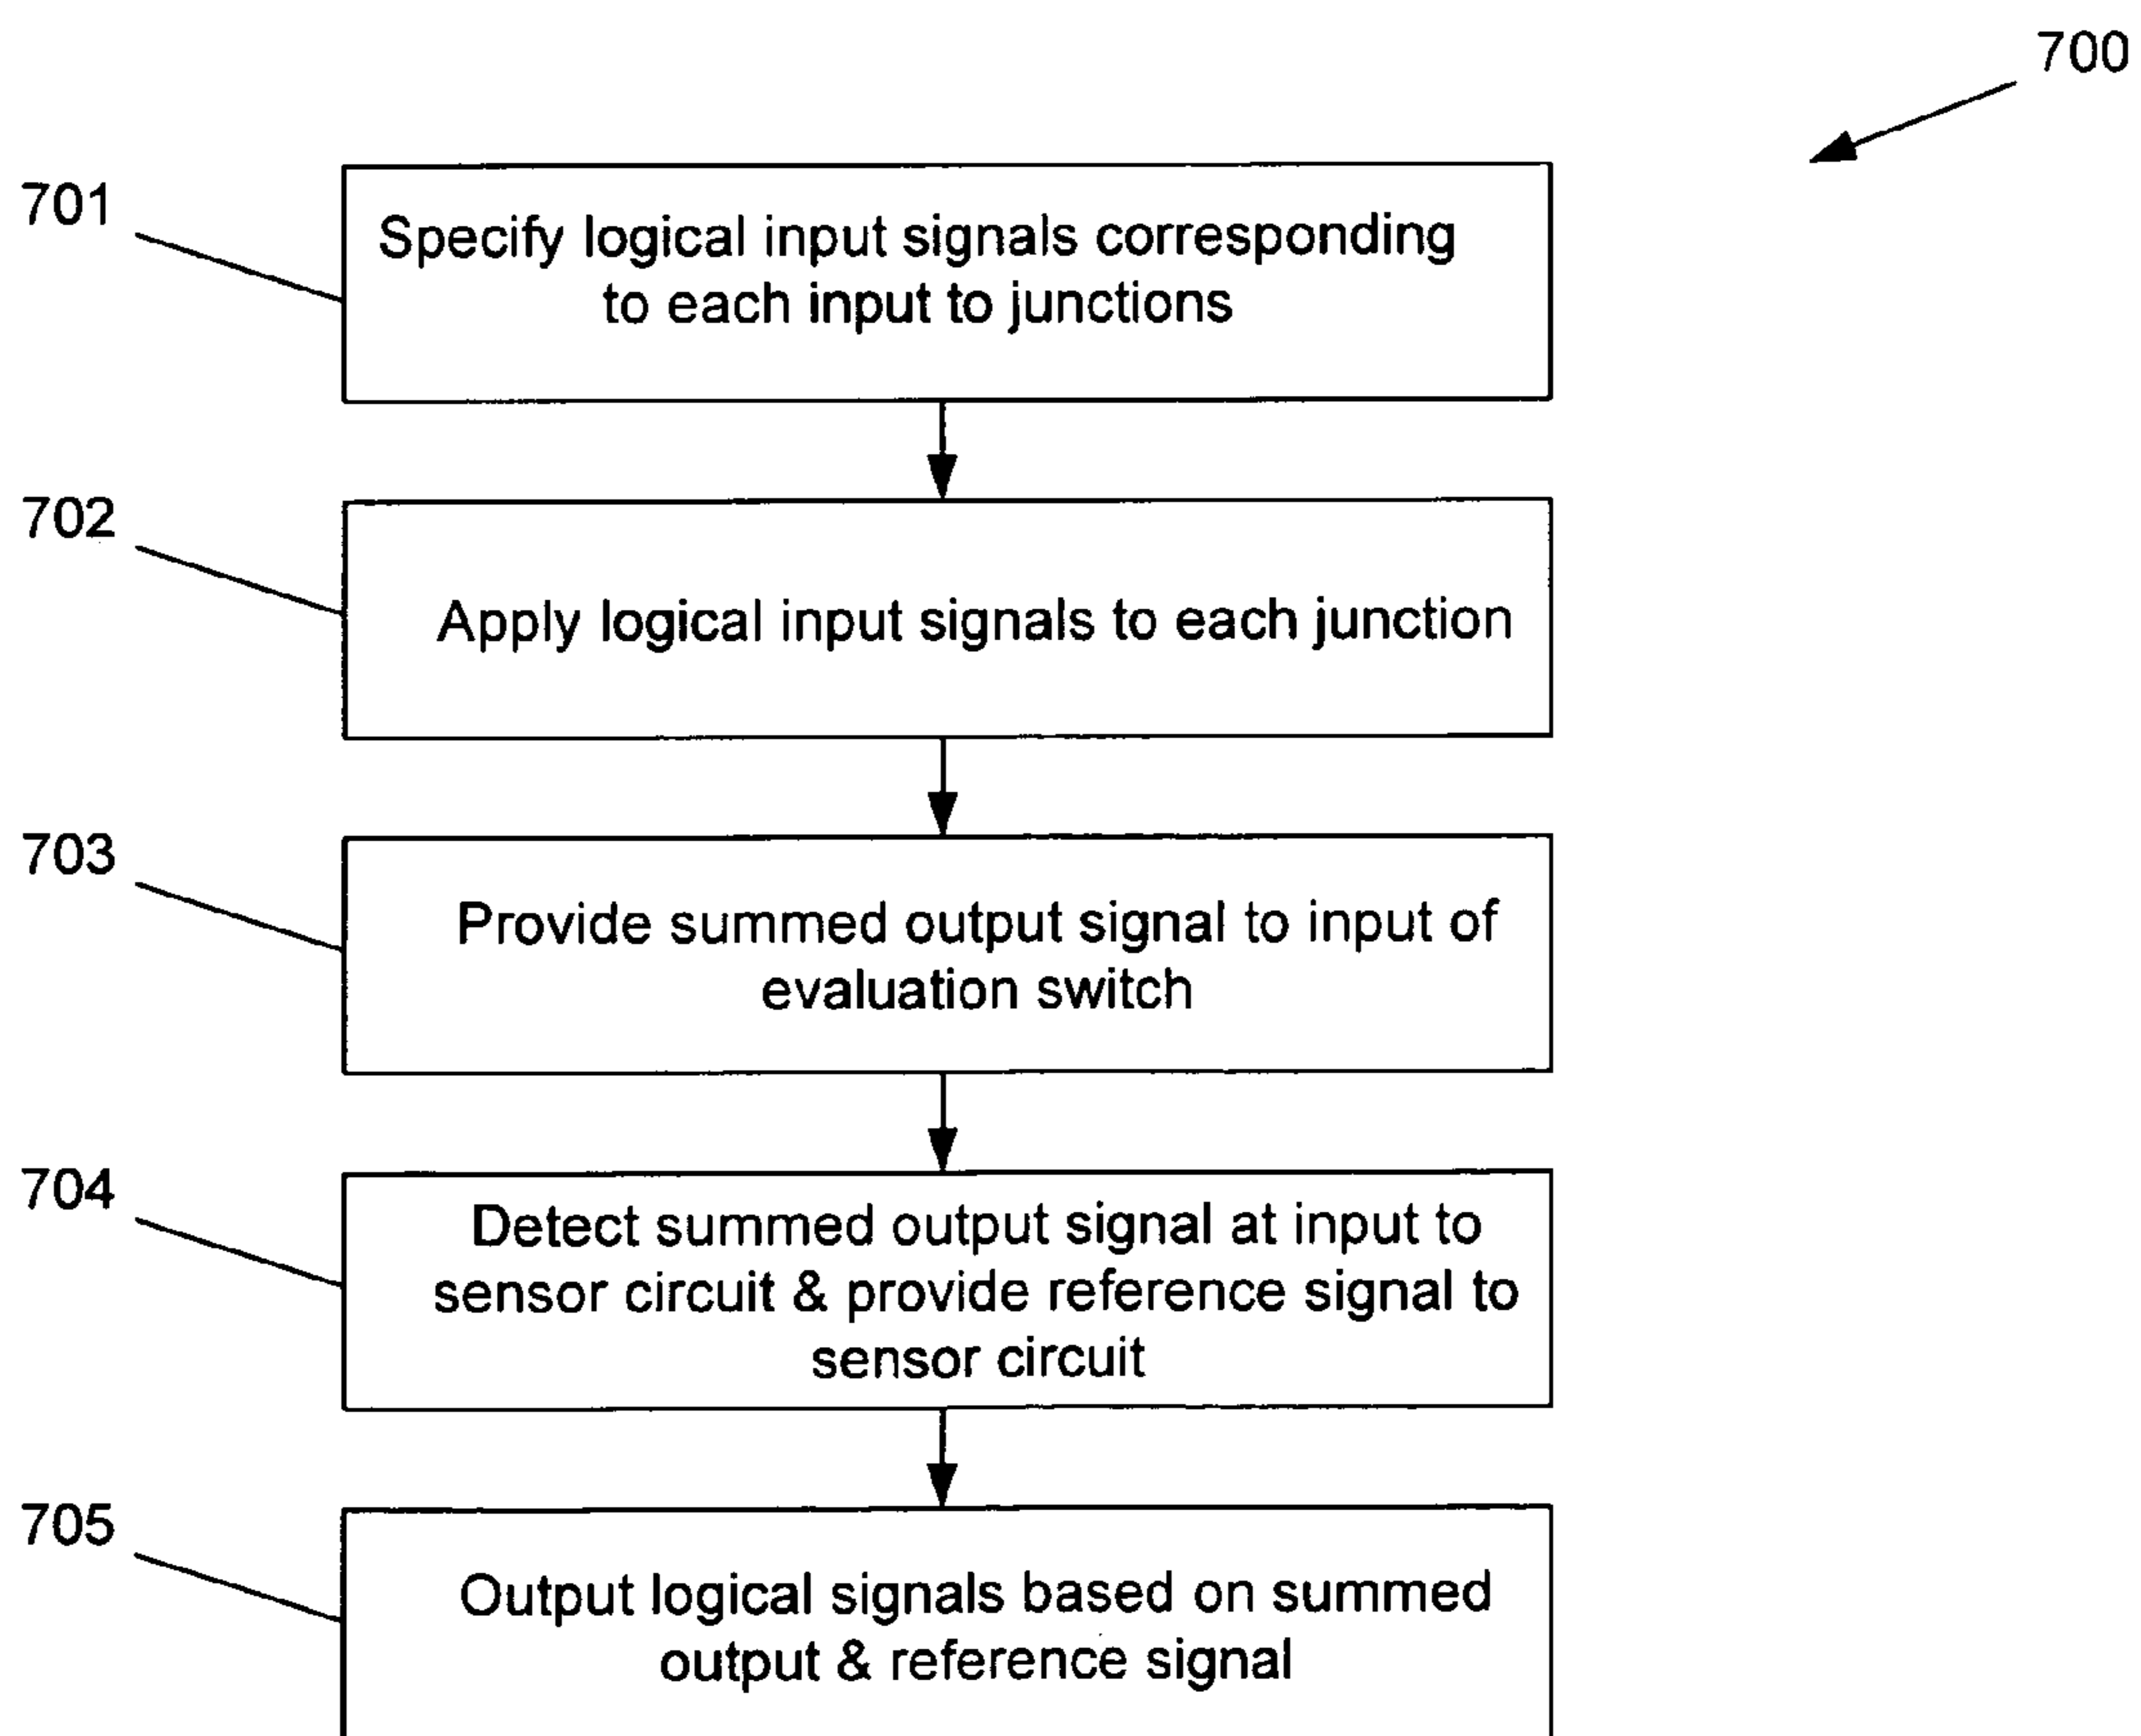 700
701
Specify logical input signals corresponding
to each input to junctions
702
Apply logical input signals to each junction
703
Provide summed output signal to input of
evaluation switch
704
Detect summed output signal at input to
sensor circuit & provide reference signal to
sensor circuit
705
Output logical signals based on summed
output & reference signal